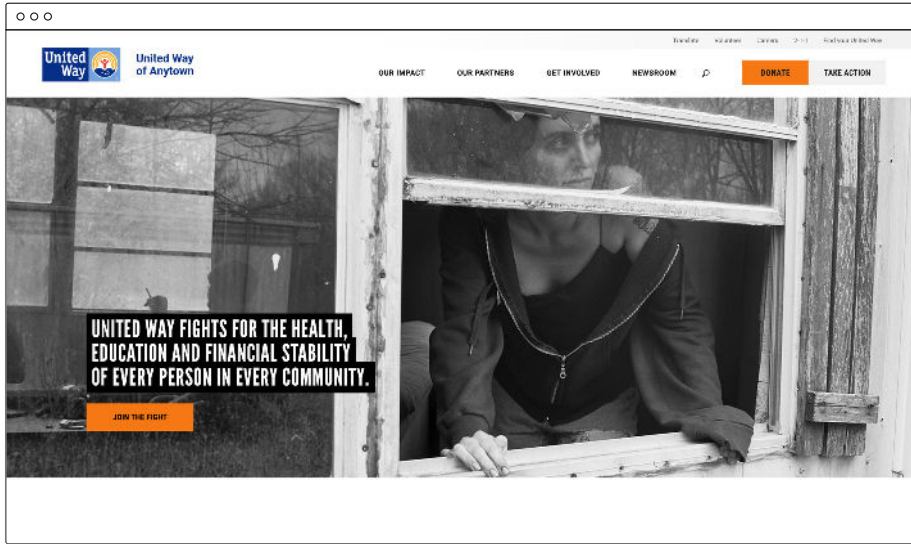 Translate Volunteer Careers 2-1-1 Find Your United Way
United Way
United Way of Anytown
OUR IMPACT OUR PARTNERS GET INVOLVED NEWSROOM DONATE TAKE ACTION
UNITED WAY FIGHTS FOR THE HEALTH,
EDUCATION AND FINANCIAL STABILITY
OF EVERY PERSON IN EVERY COMMUNITY.
JOIN THE FIGHT